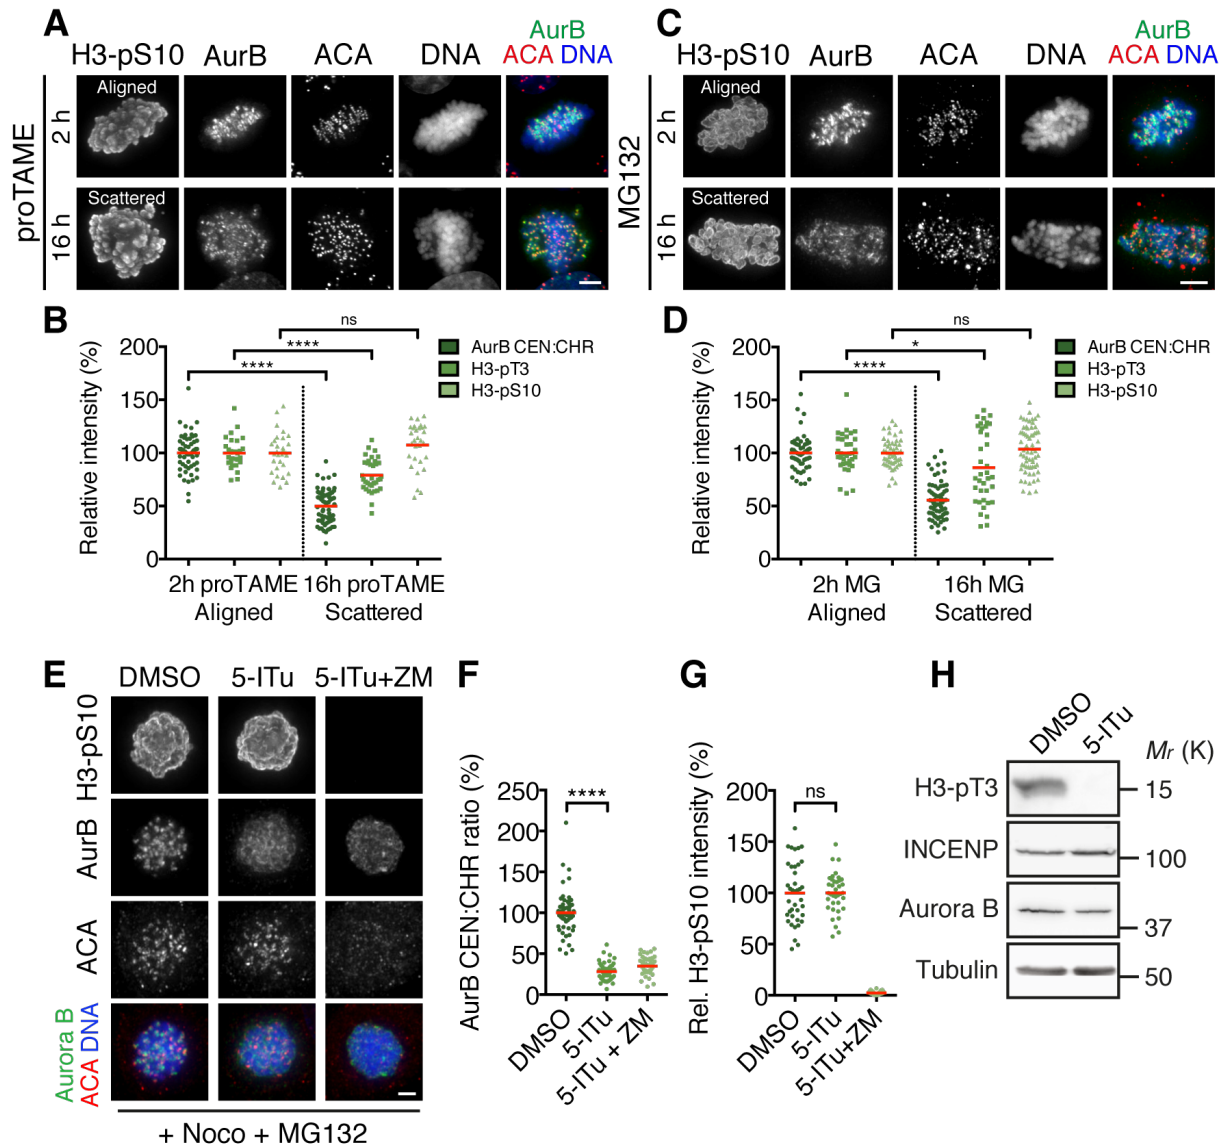 A
H3-pS10 AurB ACA DNA AurB
ACA DNA
proTAME
2 h
Aligned
16 h
Scattered
C
H3-pS10 AurB ACA DNA AurB
ACA DNA
MG132
2 h
Aligned
16 h
Scattered
B
Relative intensity (%)
200
150
100
50
0
**** **** ns
AurB CEN:CHR
H3-pT3
H3-pS10
2h proTAME 16h proTAME
Aligned Scattered
D
Relative intensity (%)
200
150
100
50
0
**** * ns
AurB CEN:CHR
H3-pT3
H3-pS10
2h MG 16h MG
Aligned Scattered
E
DMSO 5-ITu 5-ITu+ZM
H3-pS10
AurB
ACA
Aurora B
ACA DNA
+ Noco + MG132
F
AurB CEN:CHR ratio (%)
250
200
150
100
50
0
****
DMSO
5-ITu
5-ITu + ZM
G
Rel. H3-pS10 intensity (%)
200
150
100
50
0
ns
DMSO
5-ITu
5-ITu+ZM
H
DMSO 5-ITu
Mr (K)
H3-pT3 15
INCENP 100
Aurora B 37
Tubulin 50